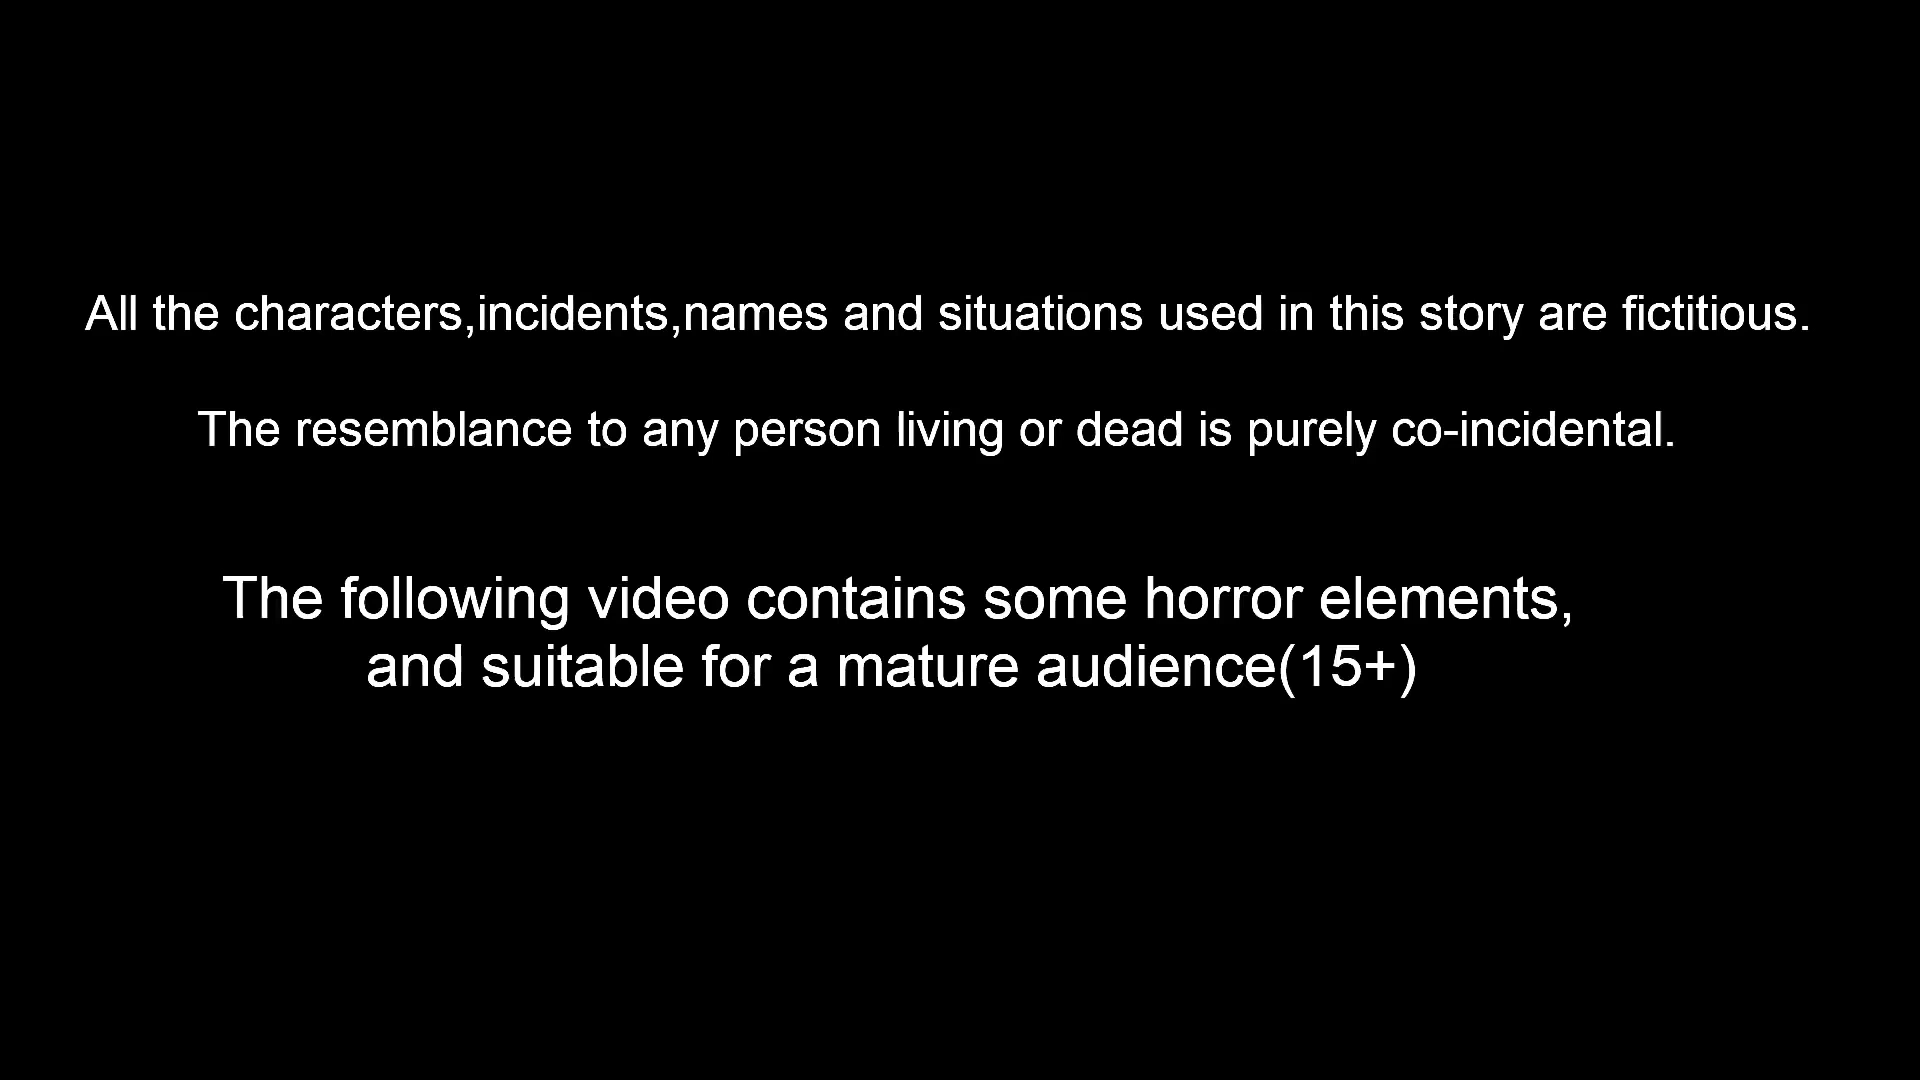 All the characters,incidents,names and situations used in this story are fictitious.
The resemblance to any person living or dead is purely co-incidental.
The following video contains some horror elements,
and suitable for a mature audience(15+)